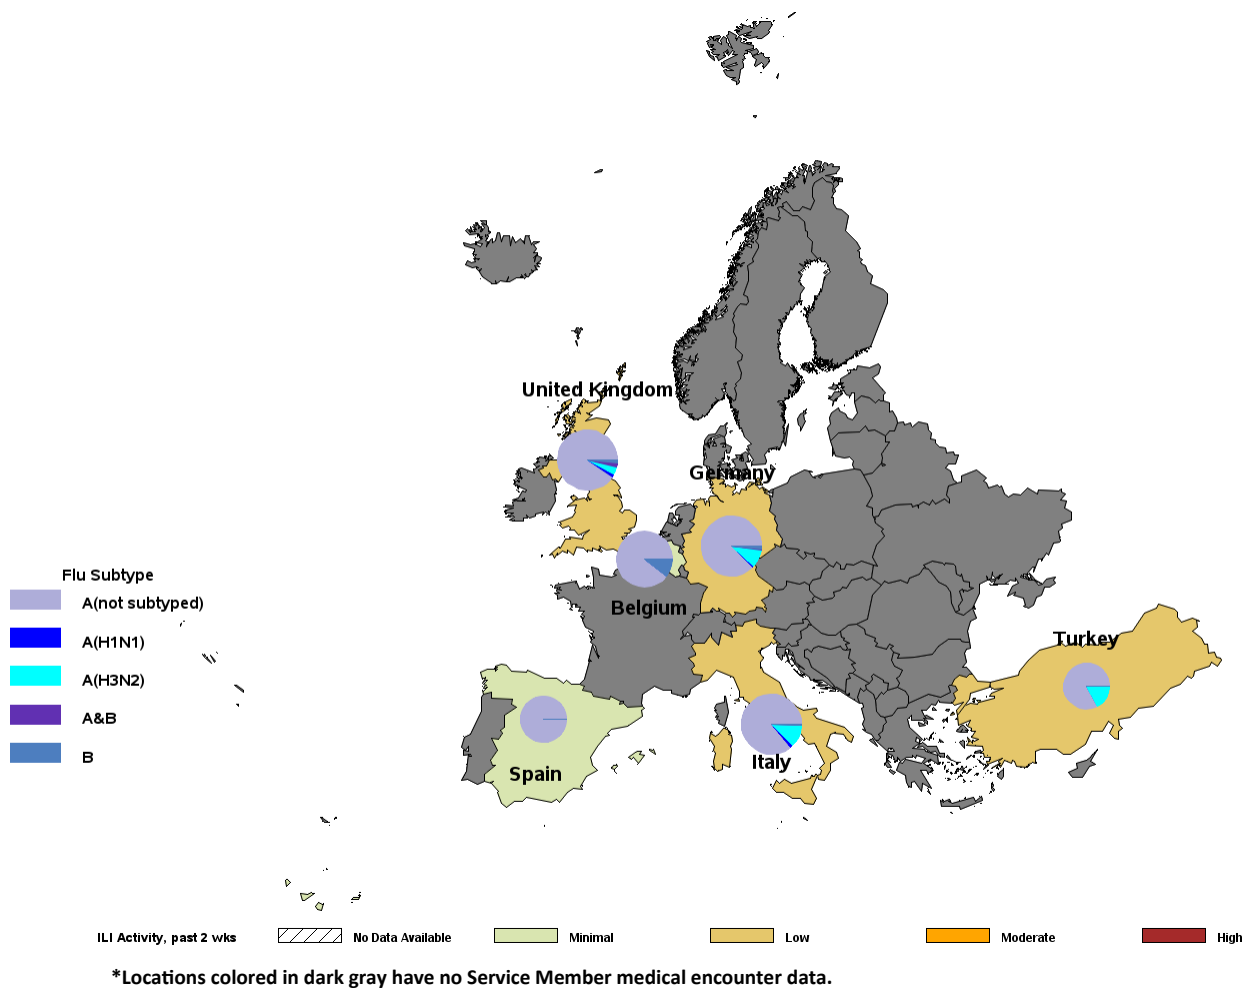 United Kingdom
Germany
Flu Subtype
A(not subtyped)
Belgium
A(H1N1)
Turkey
A(H3N2)
A&B
B
Italy
Spain
ILI Activity, past 2 wks No Data Available Minimal Low Moderate High
*Locations colored in dark gray have no Service Member medical encounter data.